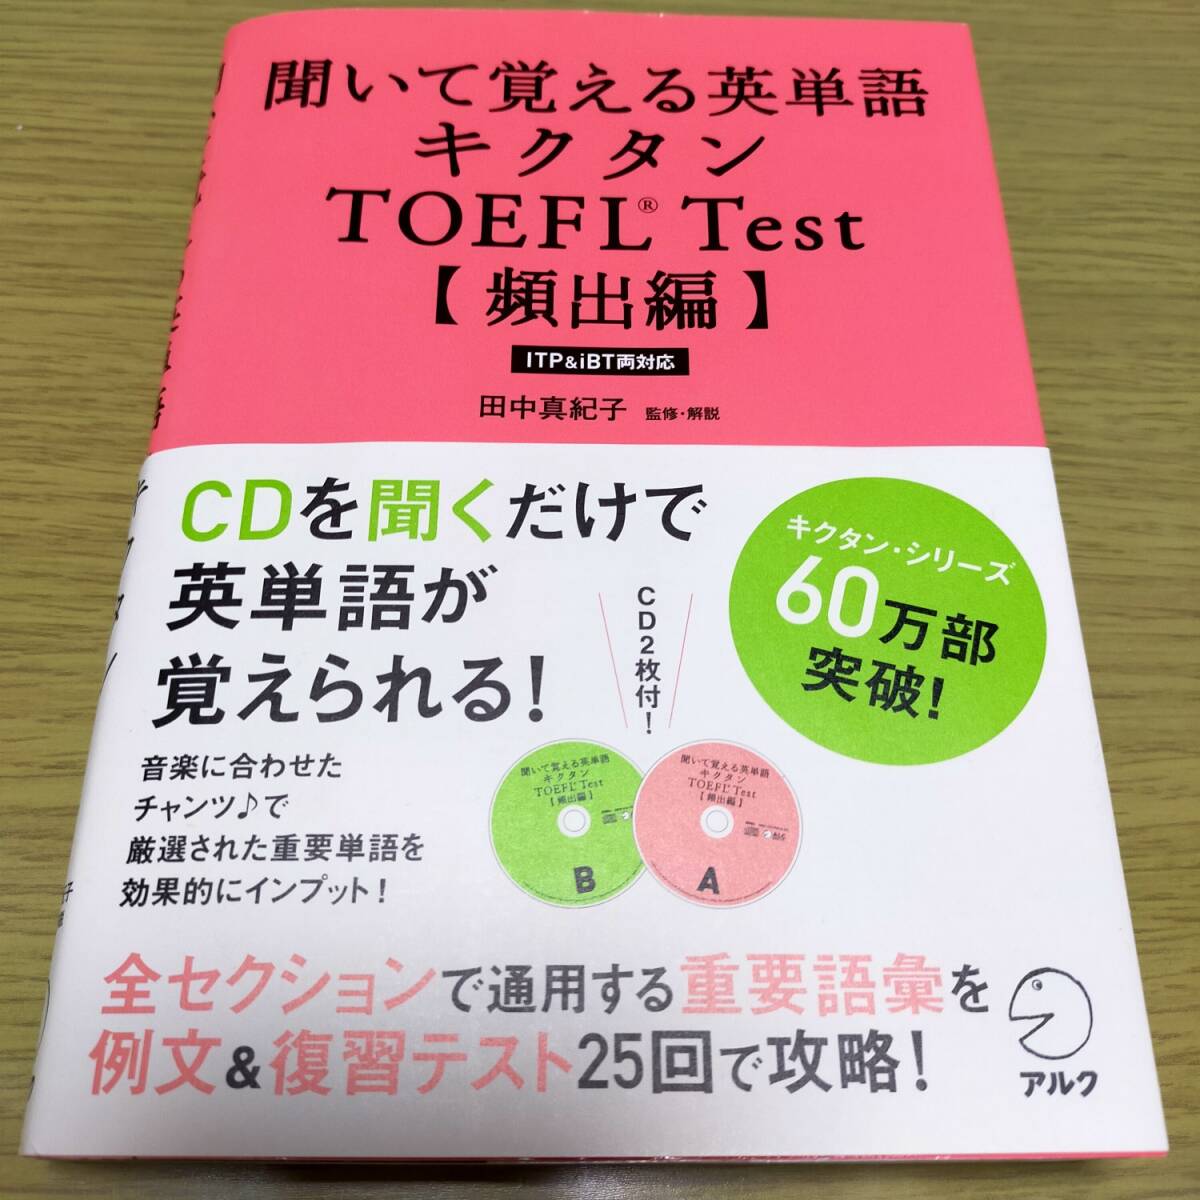 聞いて覚える英単語
キクタン
TOEFL® Test
【頻出編】
ITP&iBT両対応
田中真紀子 監修・解説
CDを聞くだけで
英単語が
覚えられる!
キクタン・シリーズ
60万部
突破!
CD2枚付!
音楽に合わせた
チャンツ♪で
厳選された重要単語を
効果的にインプット!
聞いて覚える英単語
キクタン
TOEFL® Test
【頻出編】
B
聞いて覚える英単語
キクタン
TOEFL® Test
【頻出編】
A
全セクションで通用する重要語彙を
例文&復習テスト25回で攻略!
アルク